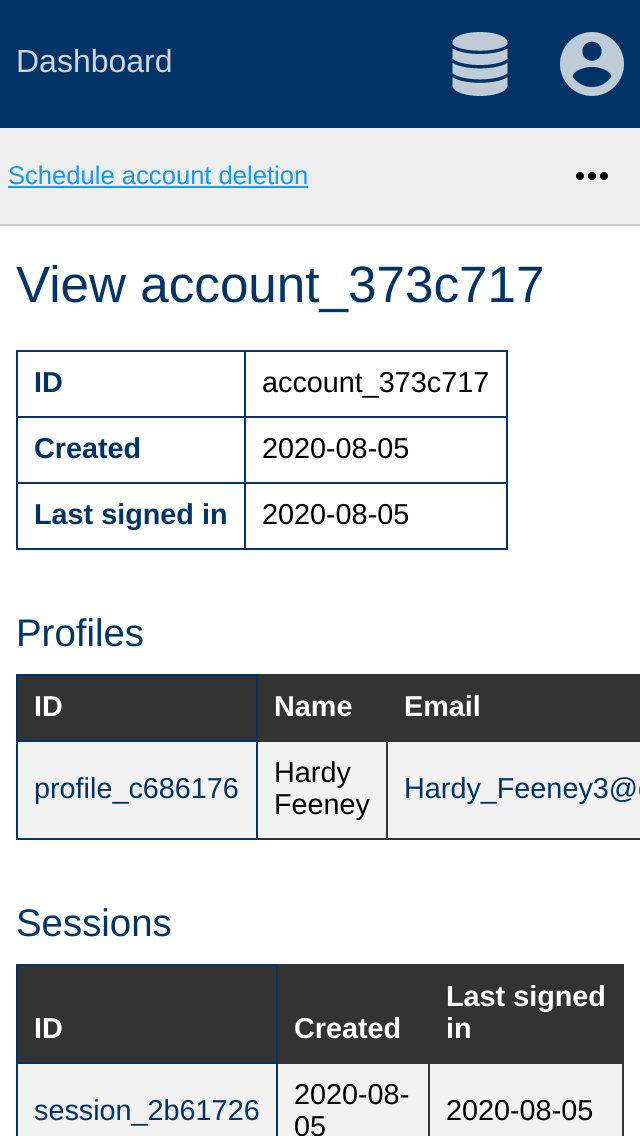 Dashboard
Schedule account deletion
View account_373c717
ID account_373c717
Created 2020-08-05
Last signed in 2020-08-05
Profiles
ID Name Email
profile_c686176 Hardy Feeney Hardy_Feeney3@
Sessions
ID Created Last signed in
session_2b61726 2020-08-05 2020-08-05